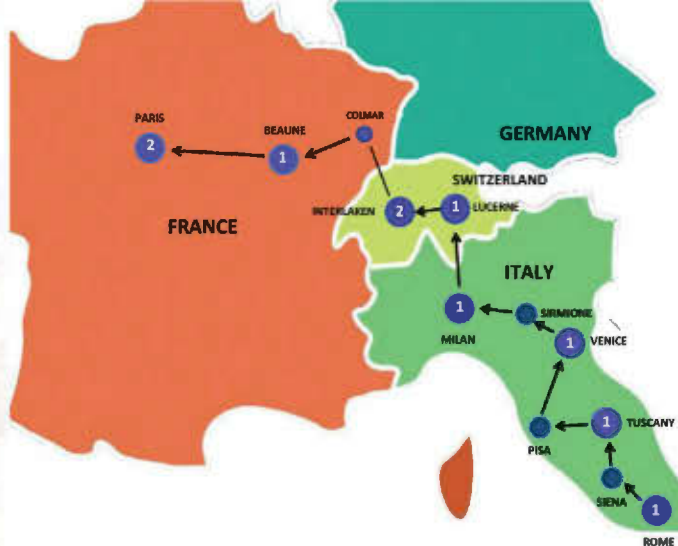 PARIS
2
BEAUNE
1
COLMAR
GERMANY
SWITZERLAND
INTERLAKEN
2
1
LUCERNE
FRANCE
ITALY
1
MILAN
SIRMIONE
1
VENICE
PISA
1
TUSCANY
SIENA
1
ROME